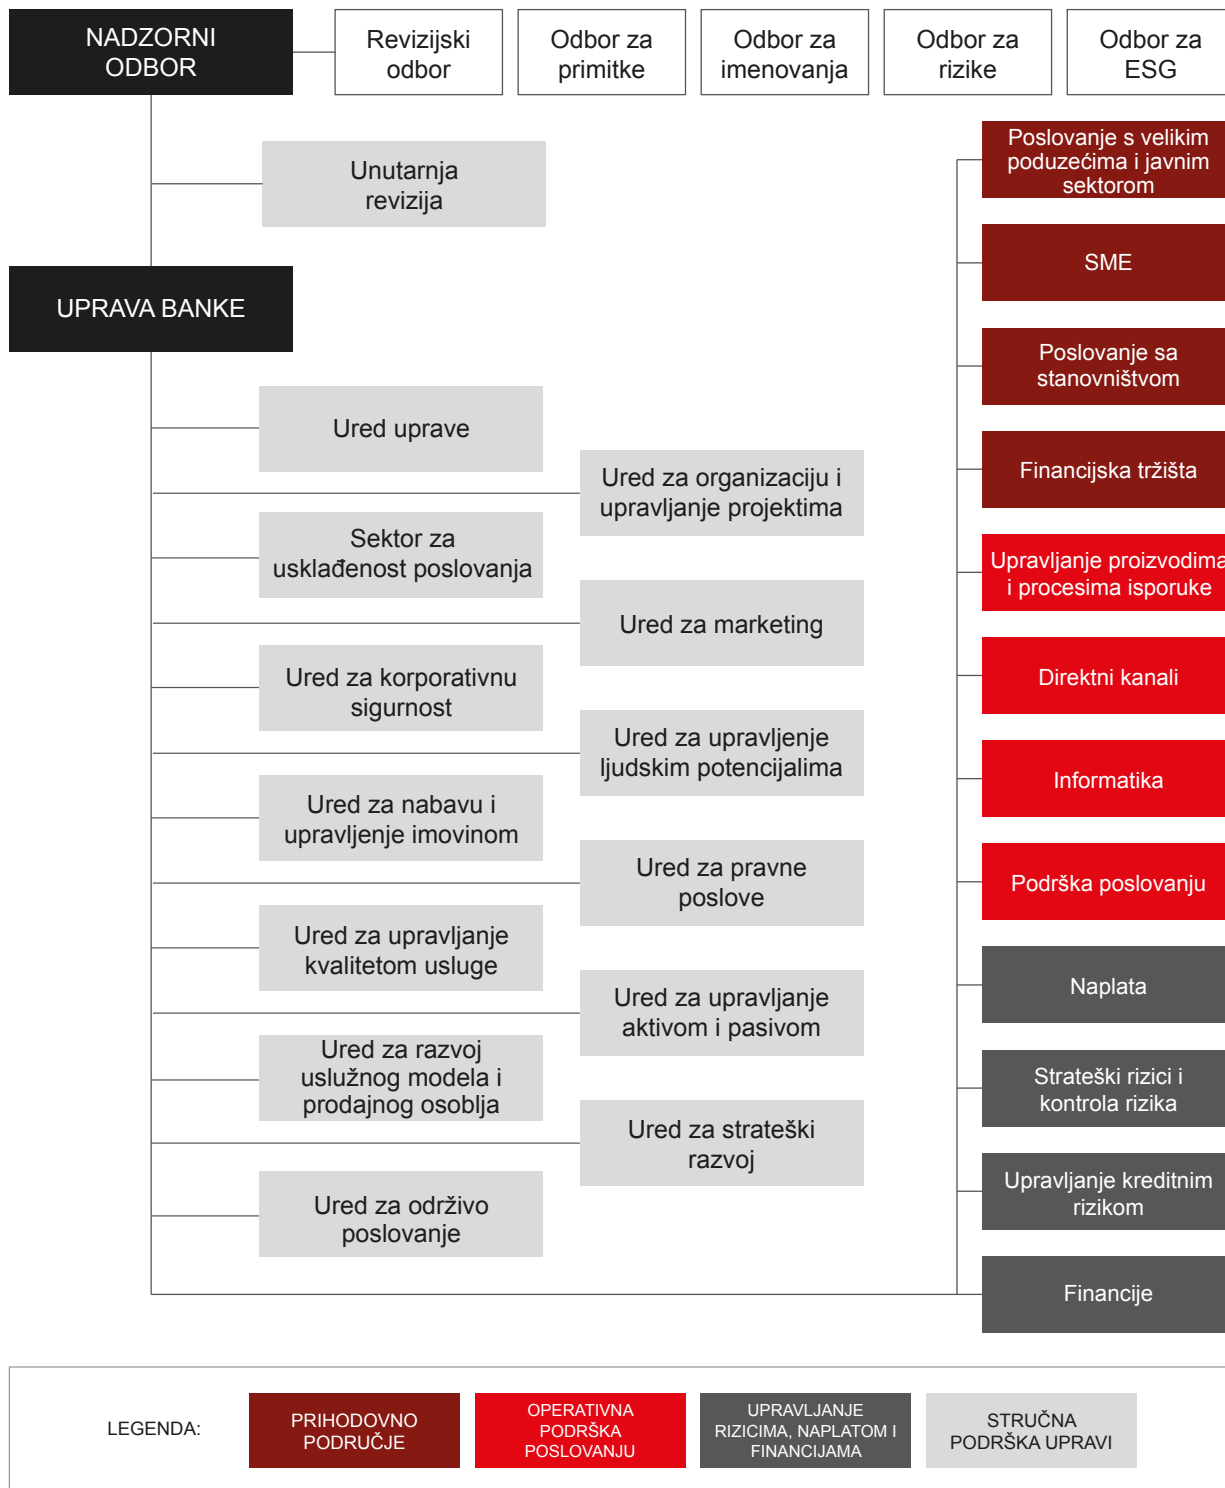 NADZORNI
ODBOR
Revizijski
odbor
Odbor za
primitke
Odbor za
imenovanja
Odbor za
rizike
Odbor za
ESG
Unutarnja
revizija
UPRAVA BANKE
Ured uprave
Ured za organizaciju i
upravljanje projektima
Sektor za
usklađenost poslovanja
Ured za marketing
Ured za korporativnu
sigurnost
Ured za upravljenje
ljudskim potencijalima
Ured za nabavu i
upravljenje imovinom
Ured za pravne
poslove
Ured za upravljanje
kvalitetom usluge
Ured za upravljanje
aktivom i pasivom
Ured za razvoj
uslužnog modela i
prodajnog osoblja
Ured za strateški
razvoj
Ured za održivo
poslovanje
Poslovanje s velikim
poduzećima i javnim
sektorom
SME
Poslovanje sa
stanovništvom
Financijska tržišta
Upravljanje proizvodima
i procesima isporuke
Direktni kanali
Informatika
Podrška poslovanju
Naplata
Strateški rizici i
kontrola rizika
Upravljanje kreditnim
rizikom
Financije
LEGENDA:
PRIHODOVNO
PODRUČJE
OPERATIVNA
PODRŠKA
POSLOVANJU
UPRAVLJANJE
RIZICIMA, NAPLATOM I
FINANCIJAMA
STRUČNA
PODRŠKA UPRAVI